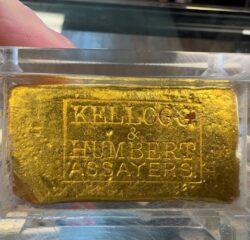 KELLOGG
&
HUMBERT
ASSAYERS.